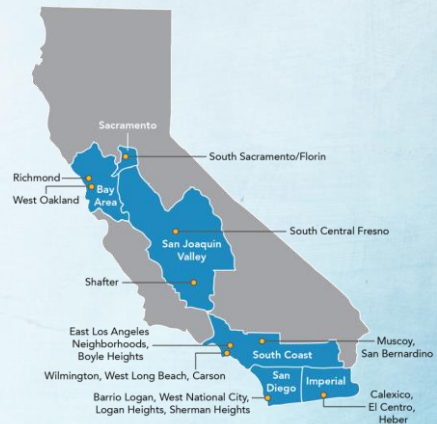 Sacramento
South Sacramento/Florin
Richmond
West Oakland
Bay
Area
San Joaquin
Valley
South Central Fresno
Shafter
East Los Angeles
Neighborhoods,
Boyle Heights
South Coast
Muscoy,
San Bernardino
Wilmington, West Long Beach, Carson
San
Diego
Imperial
Barrio Logan, West National City,
Logan Heights, Sherman Heights
Calexico,
El Centro,
Heber